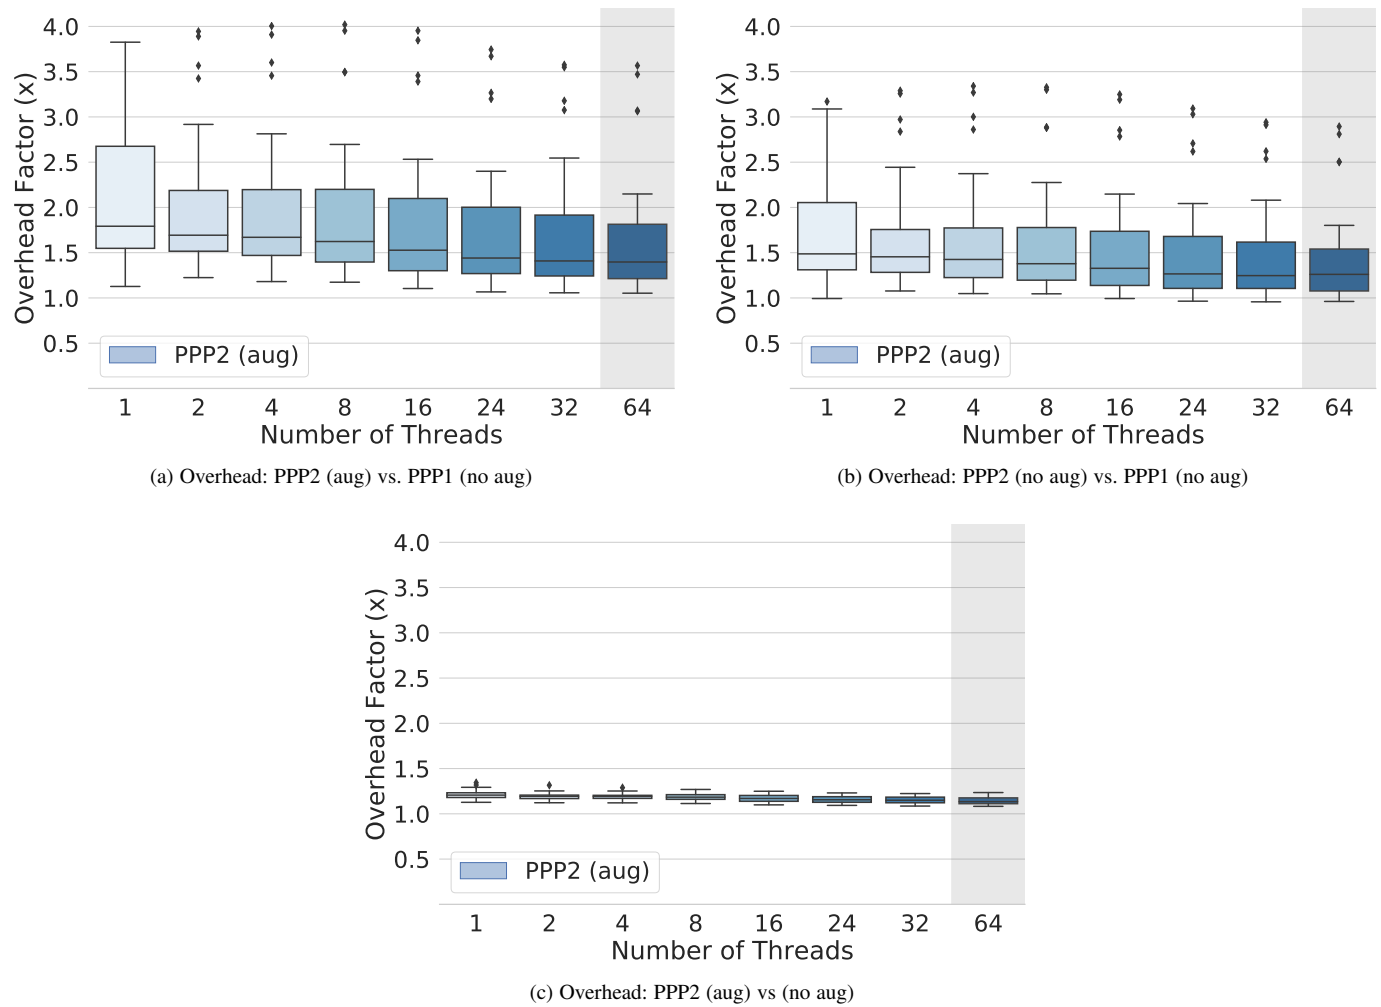 4.0
3.5
3.0
2.5
2.0
1.5
1.0
0.5
Overhead Factor (x)
PPP2 (aug)
1 2 4 8 16 24 32 64
Number of Threads
(a) Overhead: PPP2 (aug) vs. PPP1 (no aug)
4.0
3.5
3.0
2.5
2.0
1.5
1.0
0.5
Overhead Factor (x)
PPP2 (aug)
1 2 4 8 16 24 32 64
Number of Threads
(b) Overhead: PPP2 (no aug) vs. PPP1 (no aug)
4.0
3.5
3.0
2.5
2.0
1.5
1.0
0.5
Overhead Factor (x)
PPP2 (aug)
1 2 4 8 16 24 32 64
Number of Threads
(c) Overhead: PPP2 (aug) vs (no aug)